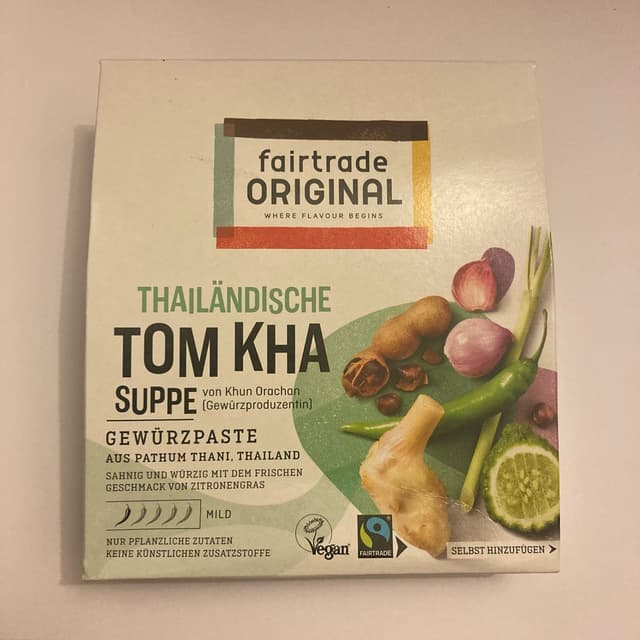 fairtrade
ORIGINAL
WHERE FLAVOUR BEGINS
THAILÄNDISCHE
TOM KHA
SUPPE von Khun Orachan
(Gewürzproduzentin)
GEWÜRZPASTE
AUS PATHUM THANI, THAILAND
SAHNIG UND WÜRZIG MIT DEM FRISCHEN
GESCHMACK VON ZITRONENGRAS
MILD
NUR PFLANZLICHE ZUTATEN
KEINE KÜNSTLICHEN ZUSATZSTOFFE
Vegan
FAIRTRADE
SELBST HINZUFÜGEN